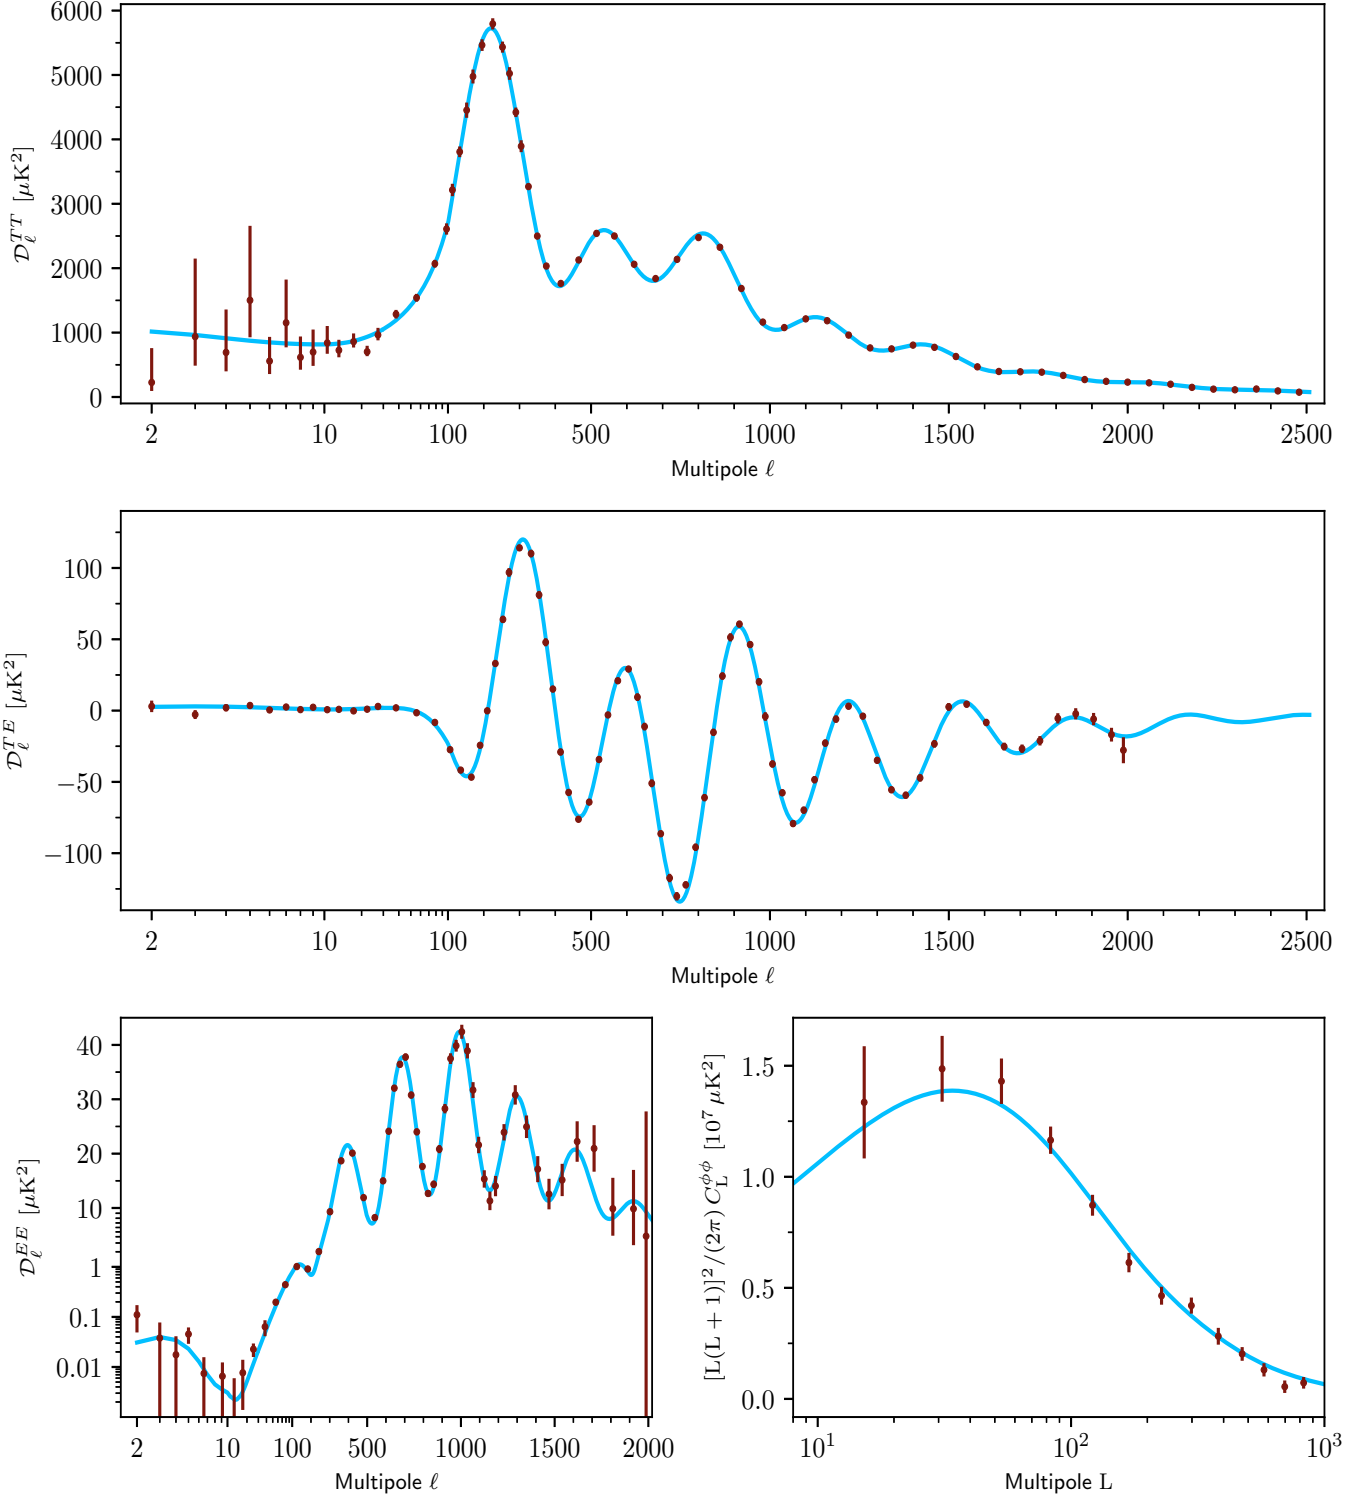 6000
5000
4000
3000
2000
1000
0
𝒟ℓ^TT [μK²]
2 10 100 500 1000 1500 2000 2500
Multipole ℓ
100
50
0
−50
−100
𝒟ℓ^TE [μK²]
2 10 100 500 1000 1500 2000 2500
Multipole ℓ
40
30
20
10
1
0.1
0.01
𝒟ℓ^EE [μK²]
2 10 100 500 1000 1500 2000
Multipole ℓ
1.5
1.0
0.5
0.0
[L(L + 1)]²/(2π) C_L^ϕϕ [10⁷ μK²]
10¹ 10² 10³
Multipole L